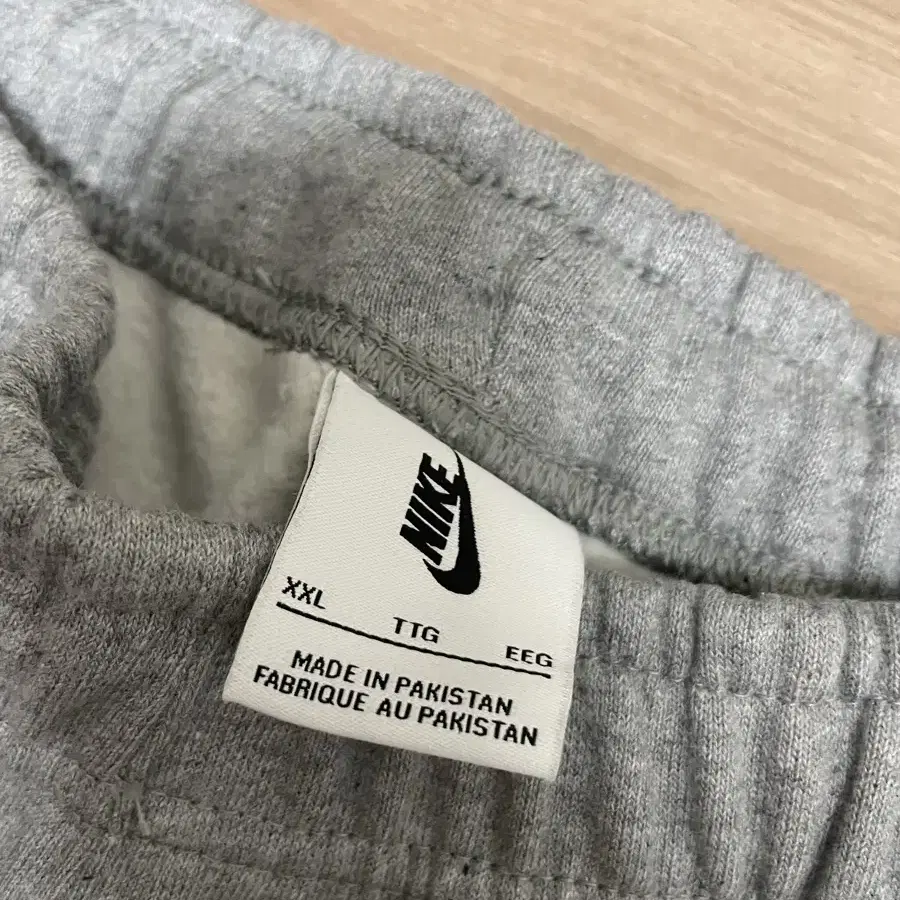 NIKE
XXL TTG EEG
MADE IN PAKISTAN
FABRIQUE AU PAKISTAN